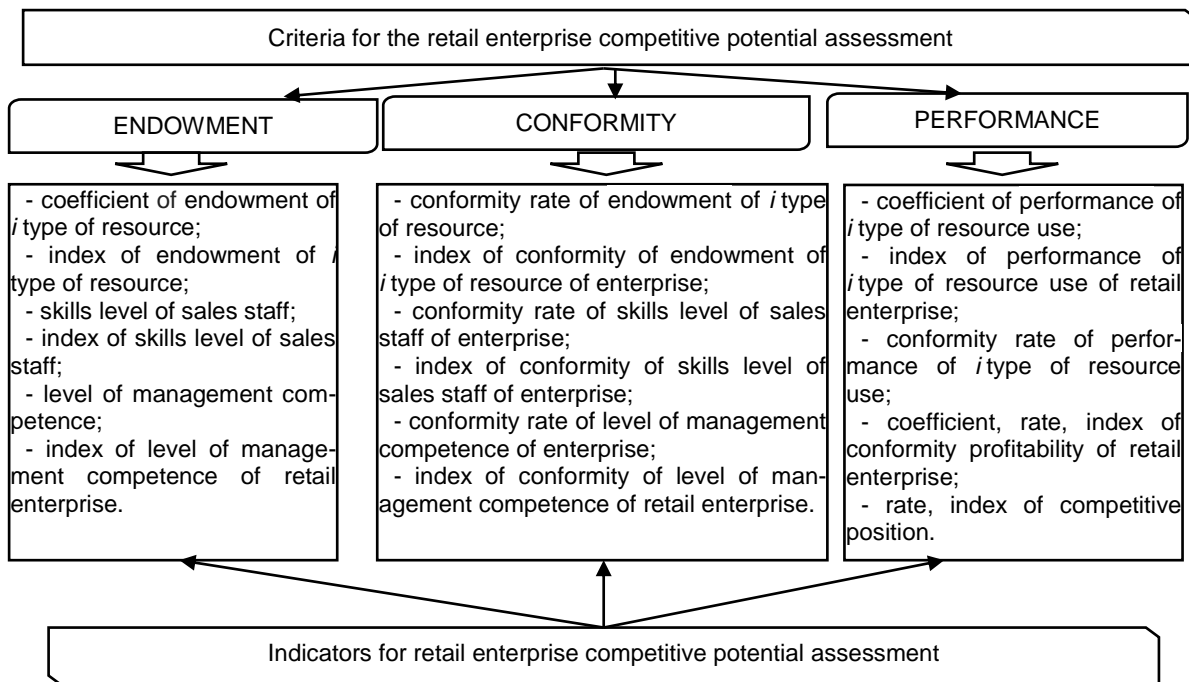 Criteria for the retail enterprise competitive potential assessment
ENDOWMENT
CONFORMITY
PERFORMANCE
- coefficient of endowment of
i type of resource;
- index of endowment of i
type of resource;
- skills level of sales staff;
- index of skills level of sales
staff;
- level of management com-
petence;
- index of level of manage-
ment competence of retail
enterprise.
- conformity rate of endowment of i type
of resource;
- index of conformity of endowment of
i type of resource of enterprise;
- conformity rate of skills level of sales
staff of enterprise;
- index of conformity of skills level of
sales staff of enterprise;
- conformity rate of level of management
competence of enterprise;
- index of conformity of level of man-
agement competence of retail enterprise.
- coefficient of performance of
i type of resource use;
- index of performance of
i type of resource use of retail
enterprise;
- conformity rate of perfor-
mance of i type of resource
use;
- coefficient, rate, index of
conformity profitability of retail
enterprise;
- rate, index of competitive
position.
Indicators for retail enterprise competitive potential assessment